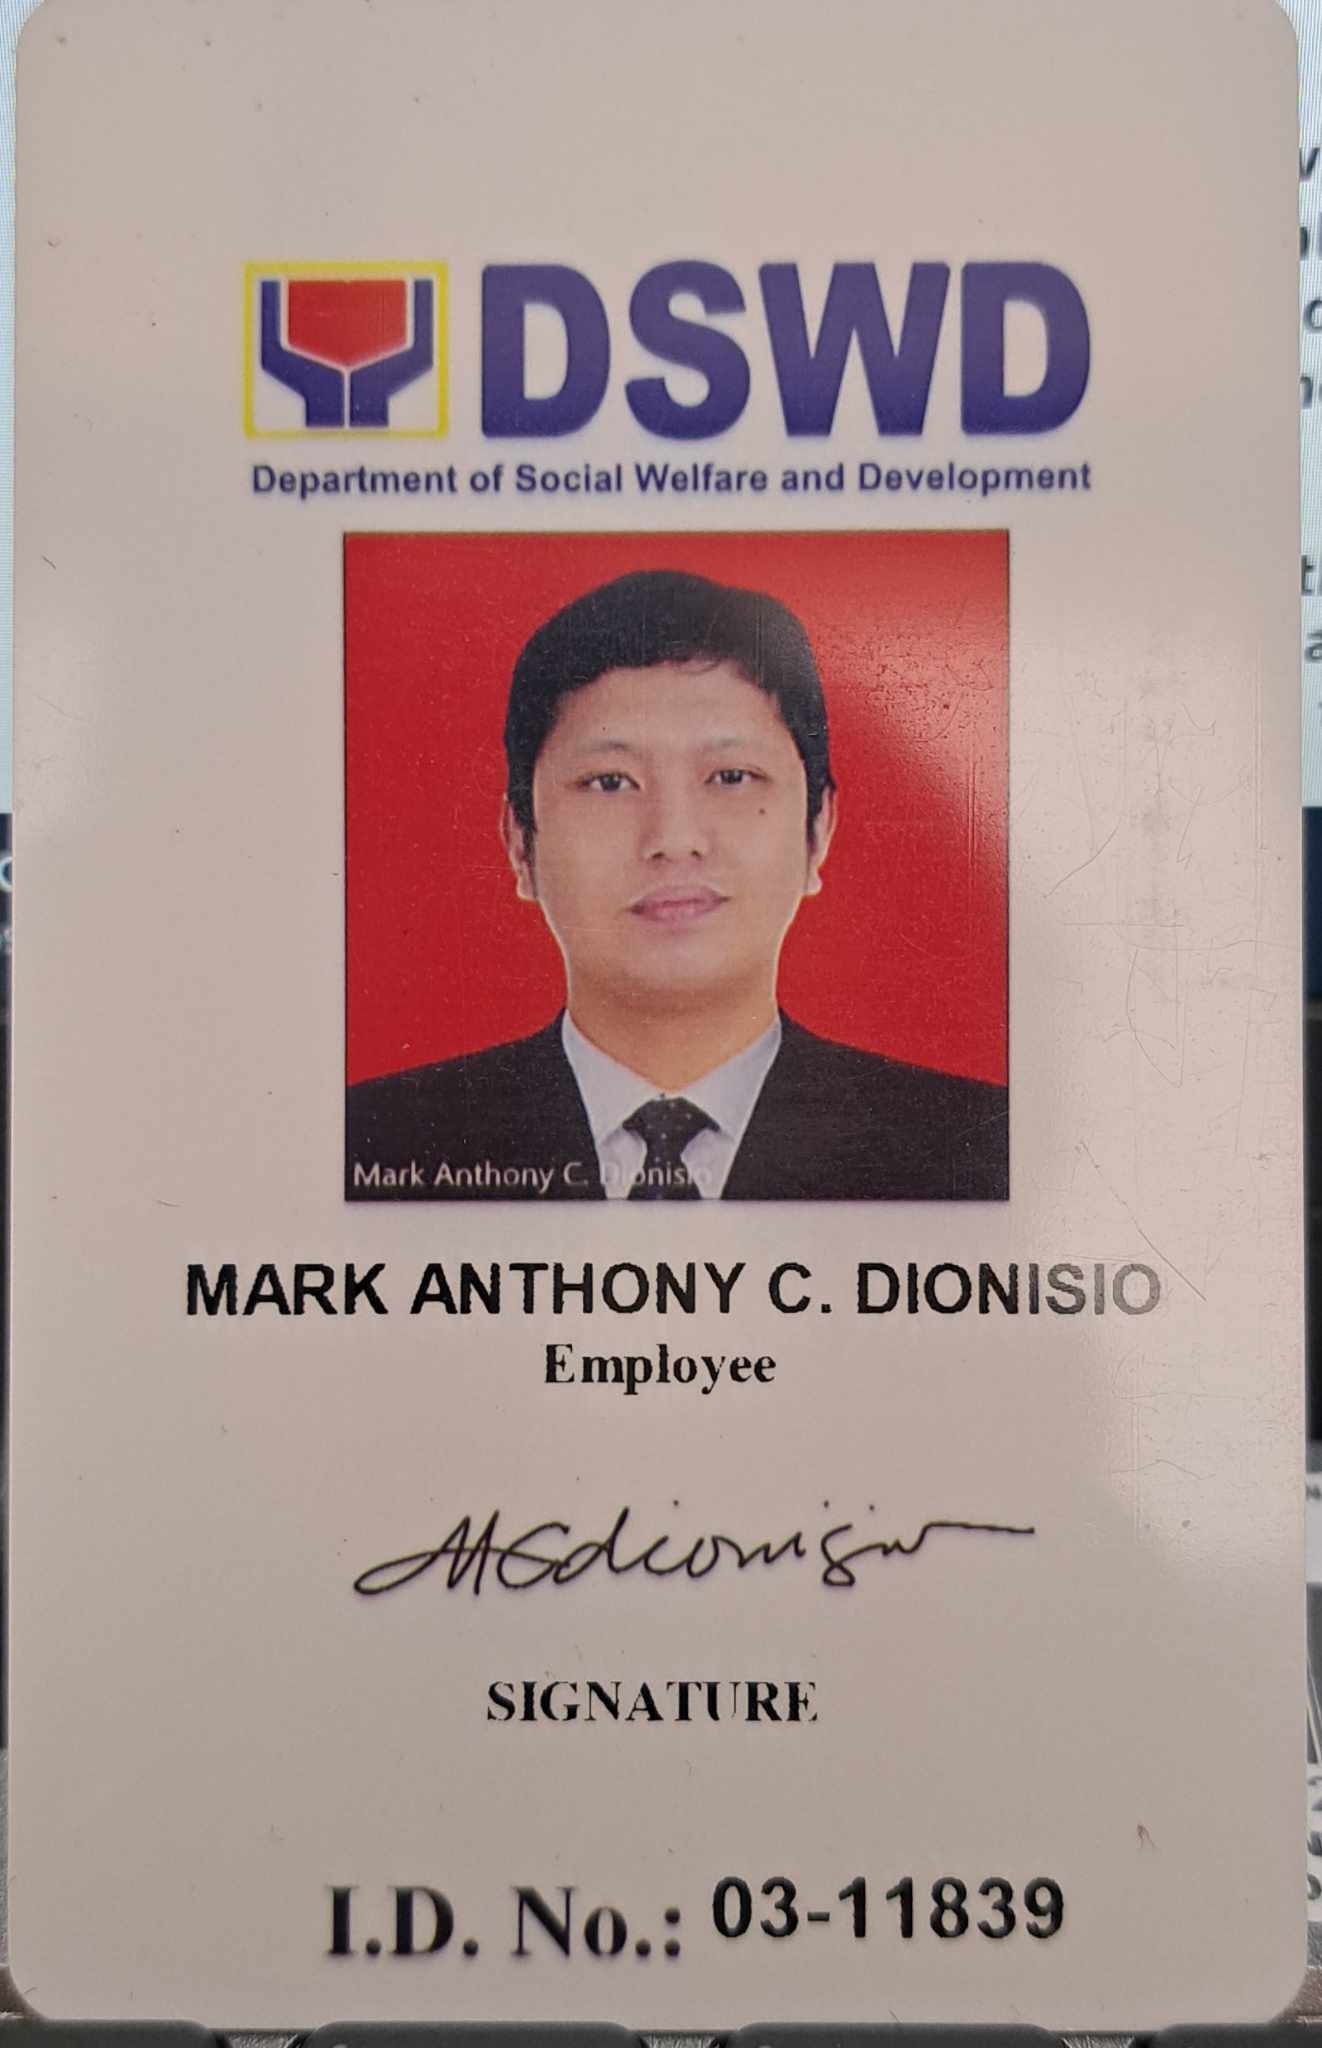 DSWD
Department of Social Welfare and Development
Mark Anthony C. Dionisio
MARK ANTHONY C. DIONISIO
Employee
MCdionisio
SIGNATURE
I.D. No.: 03-11839